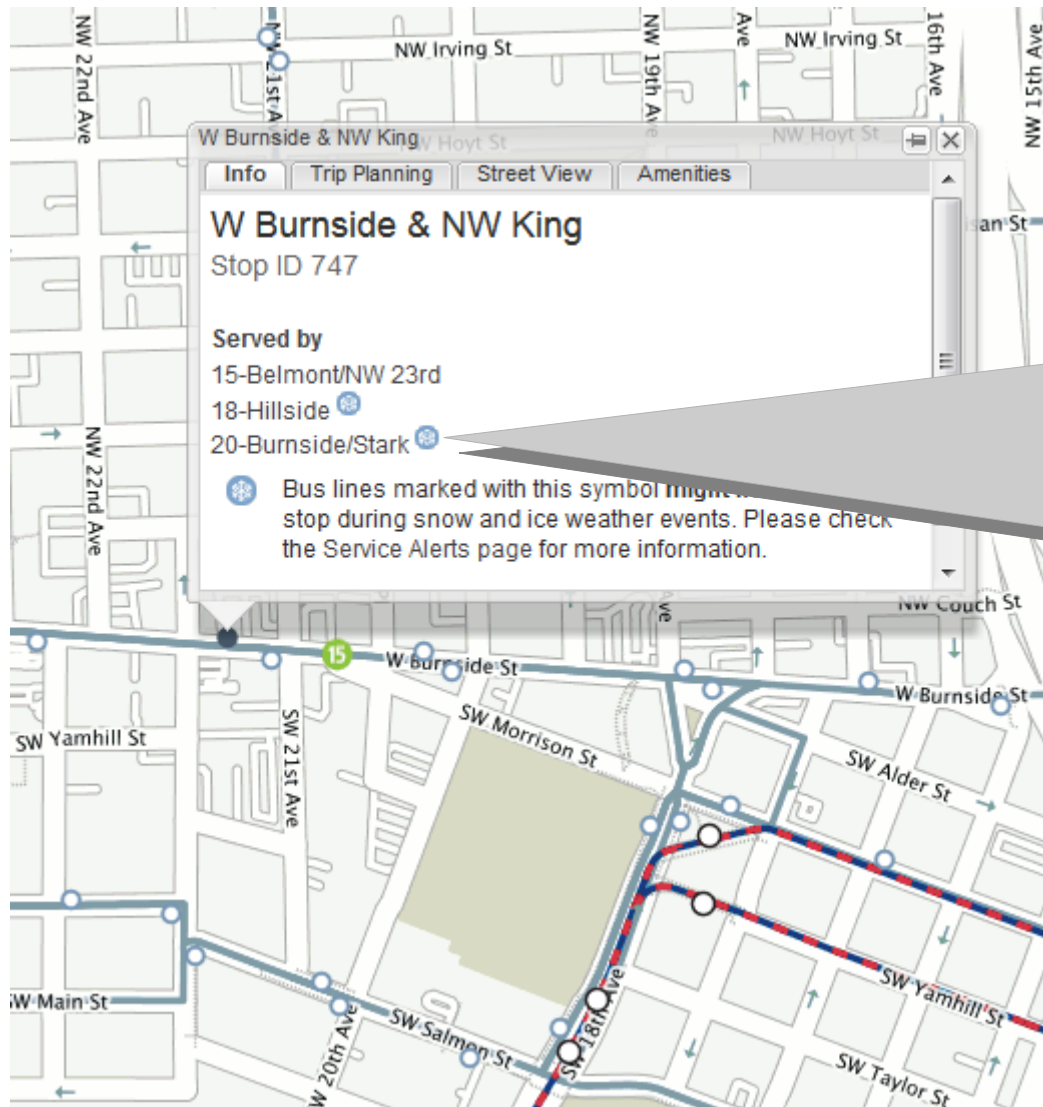 NW 22nd Ave
NW Irving St
NW 19th Ave
Ave
NW Irving St
16th Ave
NW 15th Ave
W Burnside & NW King
NW Hoyt St
Info
Trip Planning
Street View
Amenities
W Burnside & NW King
Stop ID 747
Served by
15-Belmont/NW 23rd
18-Hillside
20-Burnside/Stark
Bus lines marked with this symbol might
stop during snow and ice weather events. Please check
the Service Alerts page for more information.
NW 22nd Ave
NW Couch St
15
W Burnside St
W Burnside St
SW Yamhill St
SW 21st Ave
SW Morrison St
SW Alder St
SW Main St
SW Salmon St
SW 18th Ave
SW Yamhill St
W 20th Ave
SW Taylor St